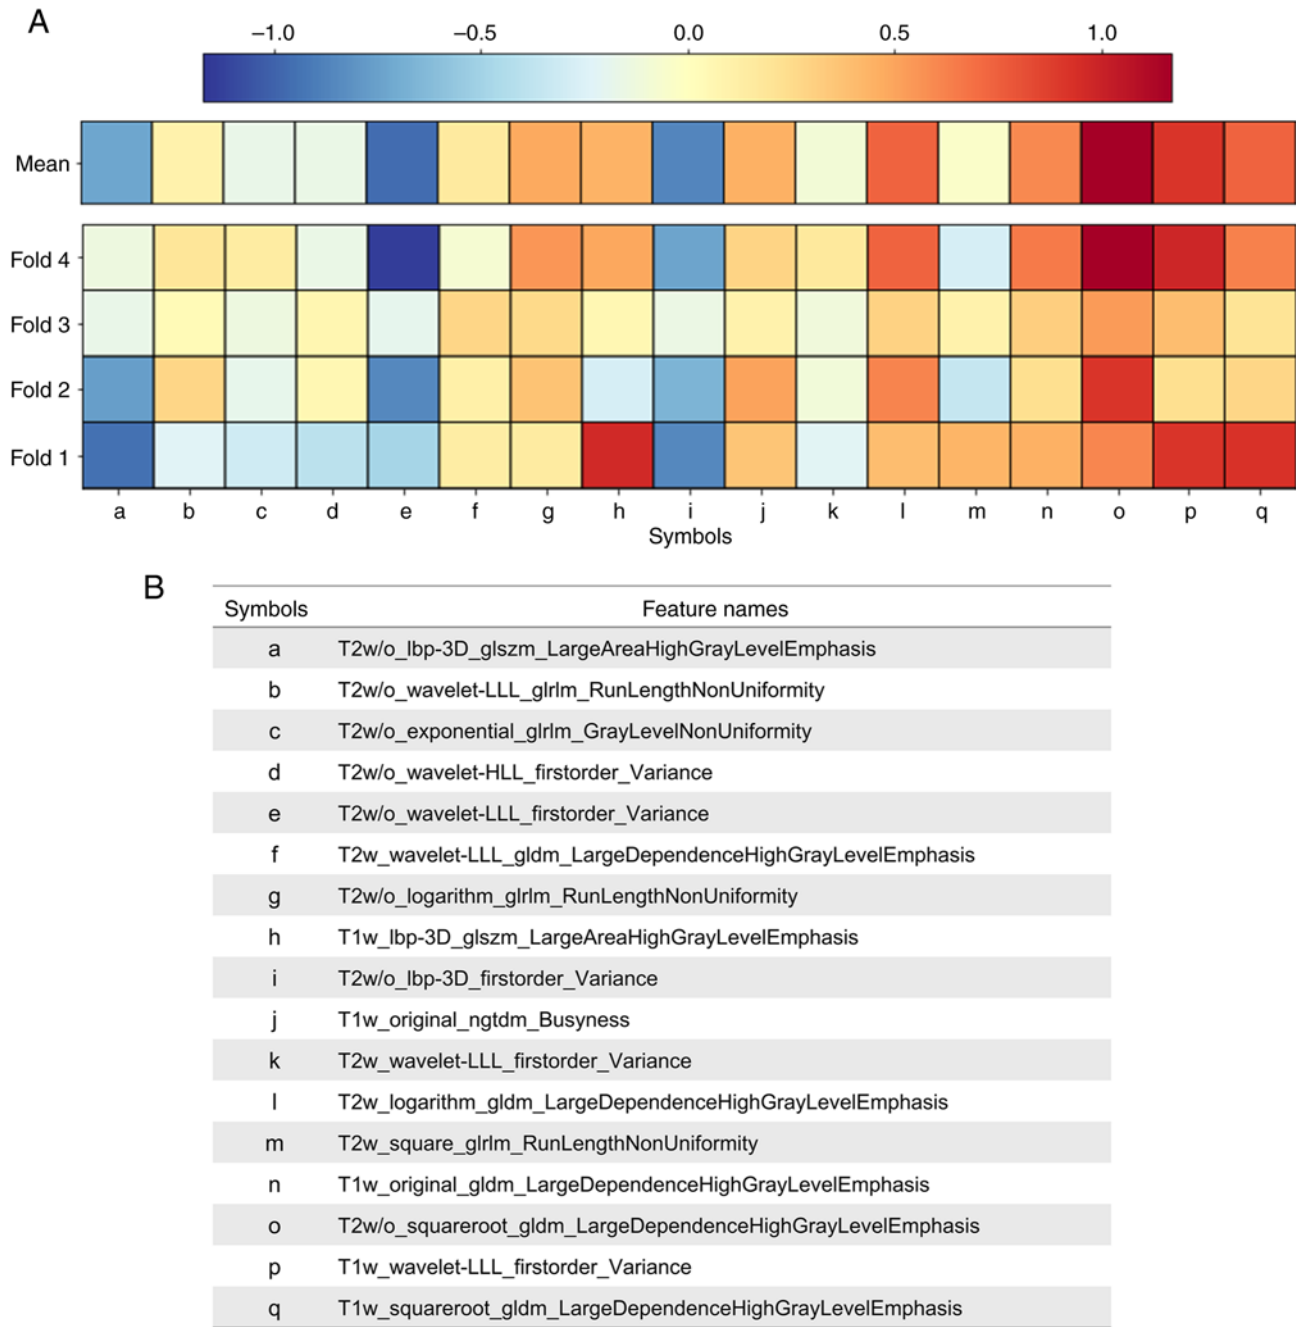 A
−1.0 −0.5 0.0 0.5 1.0
Mean
Fold 4
Fold 3
Fold 2
Fold 1
a b c d e f g h i j k l m n o p q
Symbols
B
Symbols Feature names
a T2w/o_lbp-3D_glszm_LargeAreaHighGrayLevelEmphasis
b T2w/o_wavelet-LLL_glrlm_RunLengthNonUniformity
c T2w/o_exponential_glrlm_GrayLevelNonUniformity
d T2w/o_wavelet-HLL_firstorder_Variance
e T2w/o_wavelet-LLL_firstorder_Variance
f T2w_wavelet-LLL_gldm_LargeDependenceHighGrayLevelEmphasis
g T2w/o_logarithm_glrlm_RunLengthNonUniformity
h T1w_lbp-3D_glszm_LargeAreaHighGrayLevelEmphasis
i T2w/o_lbp-3D_firstorder_Variance
j T1w_original_ngtdm_Busyness
k T2w_wavelet-LLL_firstorder_Variance
l T2w_logarithm_gldm_LargeDependenceHighGrayLevelEmphasis
m T2w_square_glrlm_RunLengthNonUniformity
n T1w_original_gldm_LargeDependenceHighGrayLevelEmphasis
o T2w/o_squareroot_gldm_LargeDependenceHighGrayLevelEmphasis
p T1w_wavelet-LLL_firstorder_Variance
q T1w_squareroot_gldm_LargeDependenceHighGrayLevelEmphasis